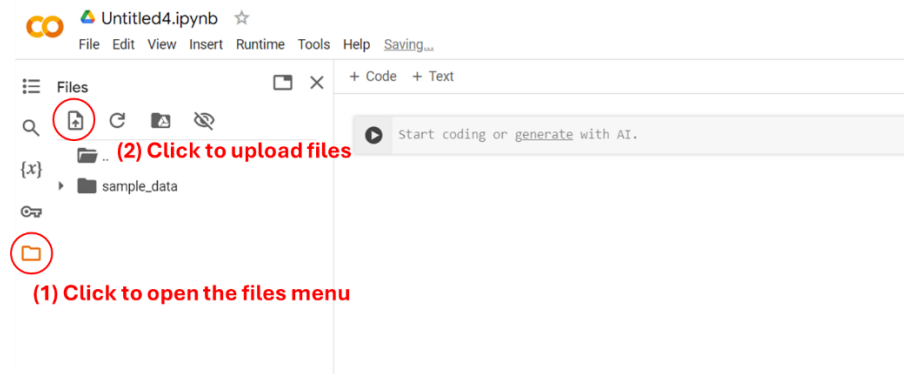 Untitled4.ipynb
File Edit View Insert Runtime Tools Help Saving...
Files
+ Code + Text
Start coding or generate with AI.
(2) Click to upload files
..
{x}
sample_data
(1) Click to open the files menu